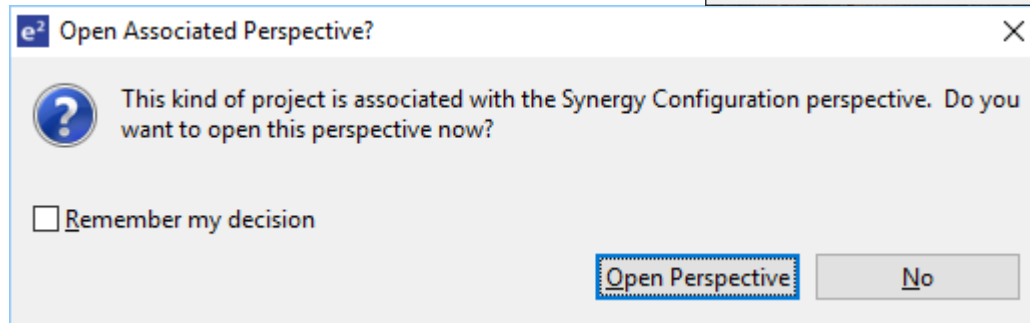 e² Open Associated Perspective?
This kind of project is associated with the Synergy Configuration perspective.  Do you
want to open this perspective now?
Remember my decision
Open Perspective No